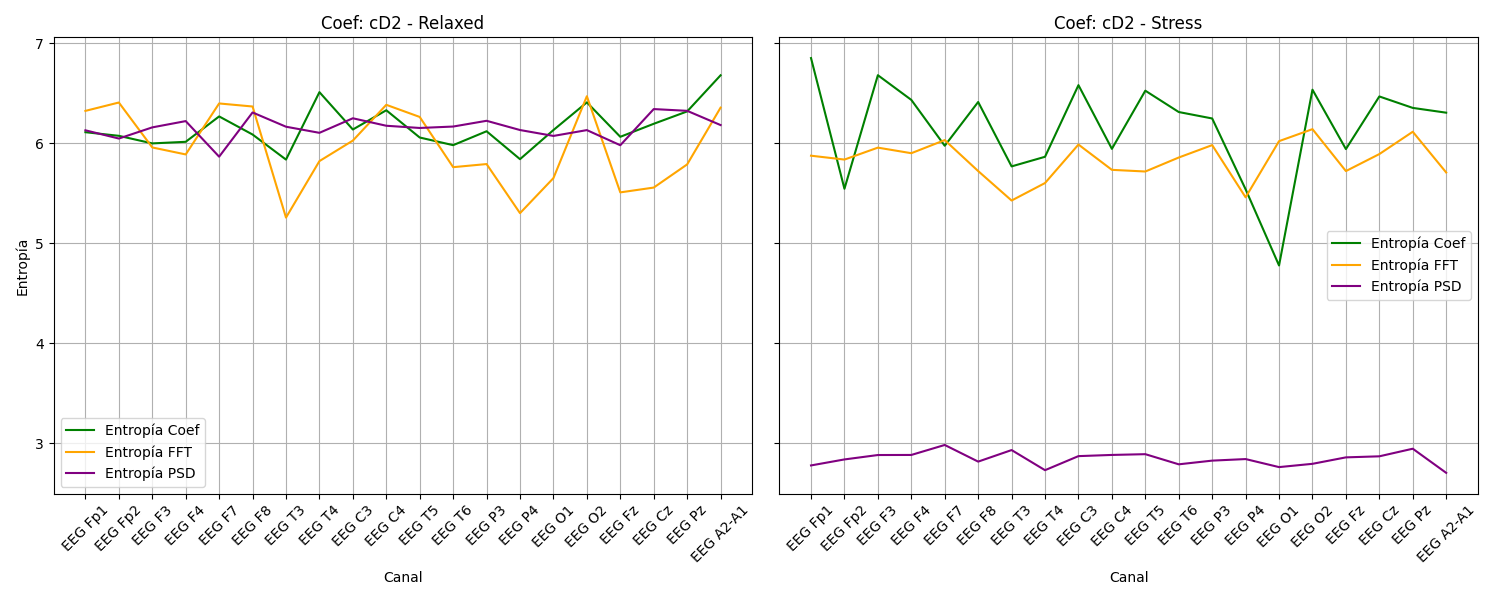 Coef: cD2 - Relaxed
Coef: cD2 - Stress
Entropía
7
6
5
4
3
Entropía Coef
Entropía FFT
Entropía PSD
Entropía Coef
Entropía FFT
Entropía PSD
EEG Fp1
EEG Fp2
EEG F3
EEG F4
EEG F7
EEG F8
EEG T3
EEG T4
EEG C3
EEG C4
EEG T5
EEG T6
EEG P3
EEG P4
EEG O1
EEG O2
EEG Fz
EEG Cz
EEG Pz
EEG A2-A1
EEG Fp1
EEG Fp2
EEG F3
EEG F4
EEG F7
EEG F8
EEG T3
EEG T4
EEG C3
EEG C4
EEG T5
EEG T6
EEG P3
EEG P4
EEG O1
EEG O2
EEG Fz
EEG Cz
EEG Pz
EEG A2-A1
Canal
Canal